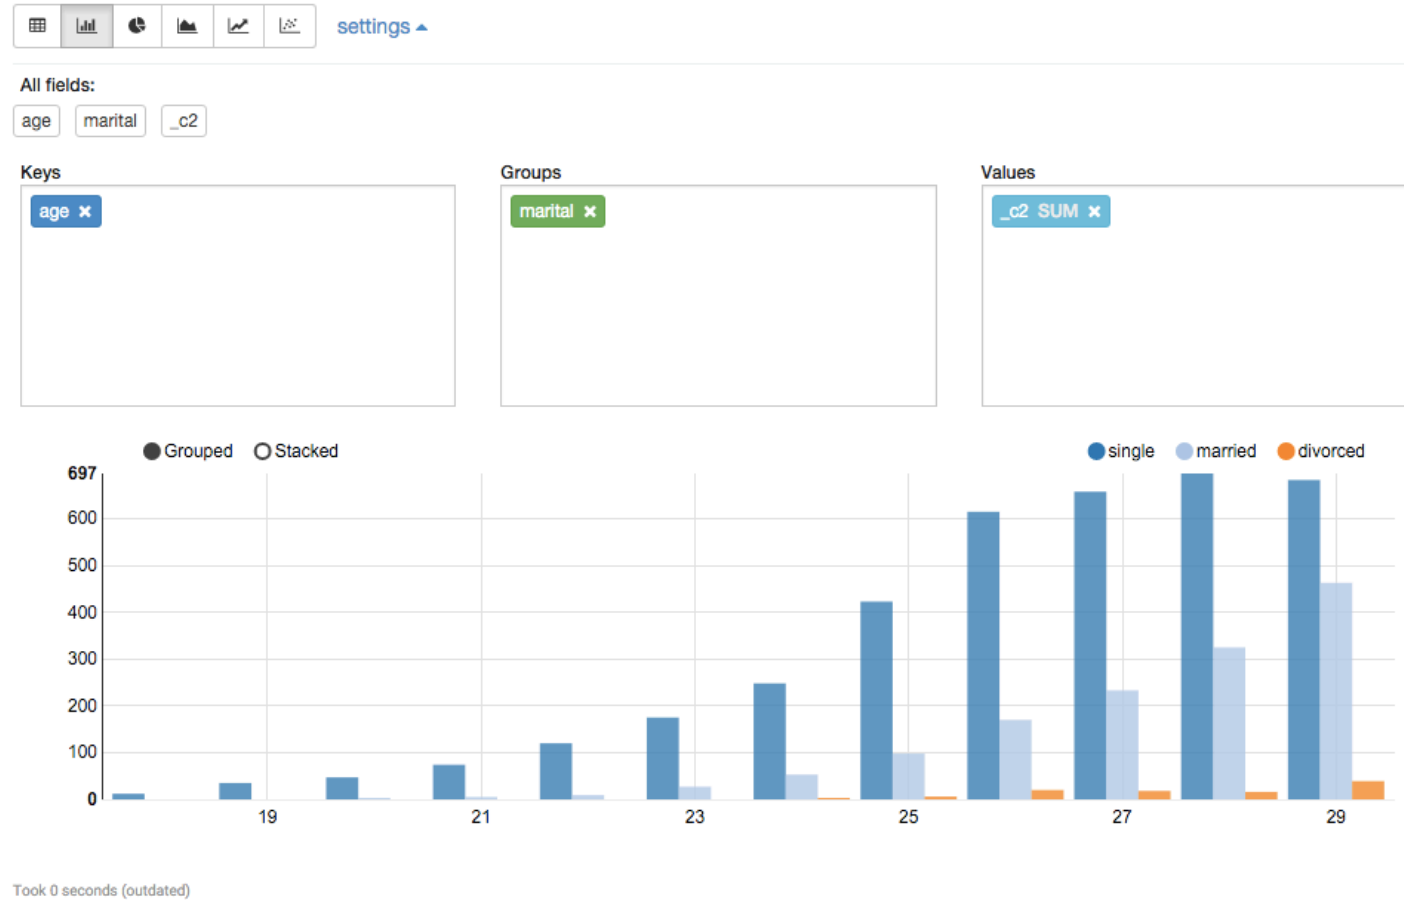 settings
All fields:
age marital _c2
Keys Groups Values
age × marital × _c2 SUM ×
Grouped Stacked single married divorced
697
600
500
400
300
200
100
0
19 21 23 25 27 29
Took 0 seconds (outdated)